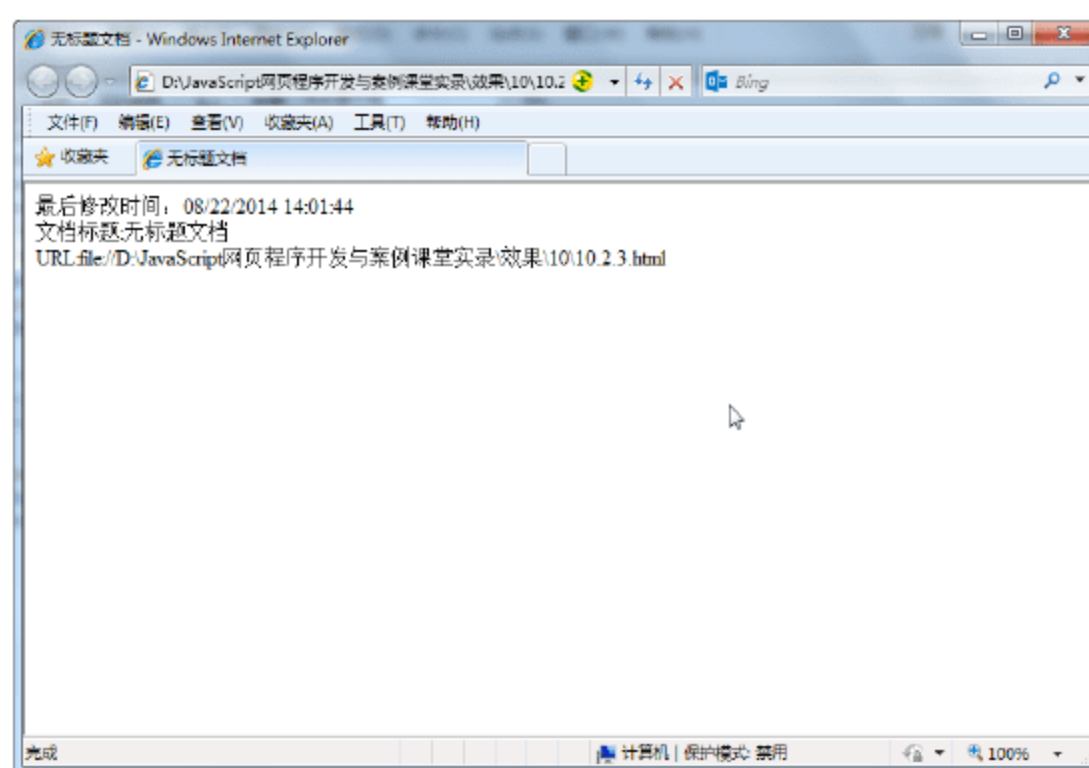 无标题文档 - Windows Internet Explorer
D:\JavaScript网页程序开发与案例课堂实录\效果\10\10.2
Bing
文件(F) 编辑(E) 查看(V) 收藏夹(A) 工具(T) 帮助(H)
收藏夹 无标题文档
最后修改时间：08/22/2014 14:01:44
文档标题:无标题文档
URL:file://D:\JavaScript网页程序开发与案例课堂实录\效果\10\10.2.3.html
完成 计算机 | 保护模式: 禁用 100%